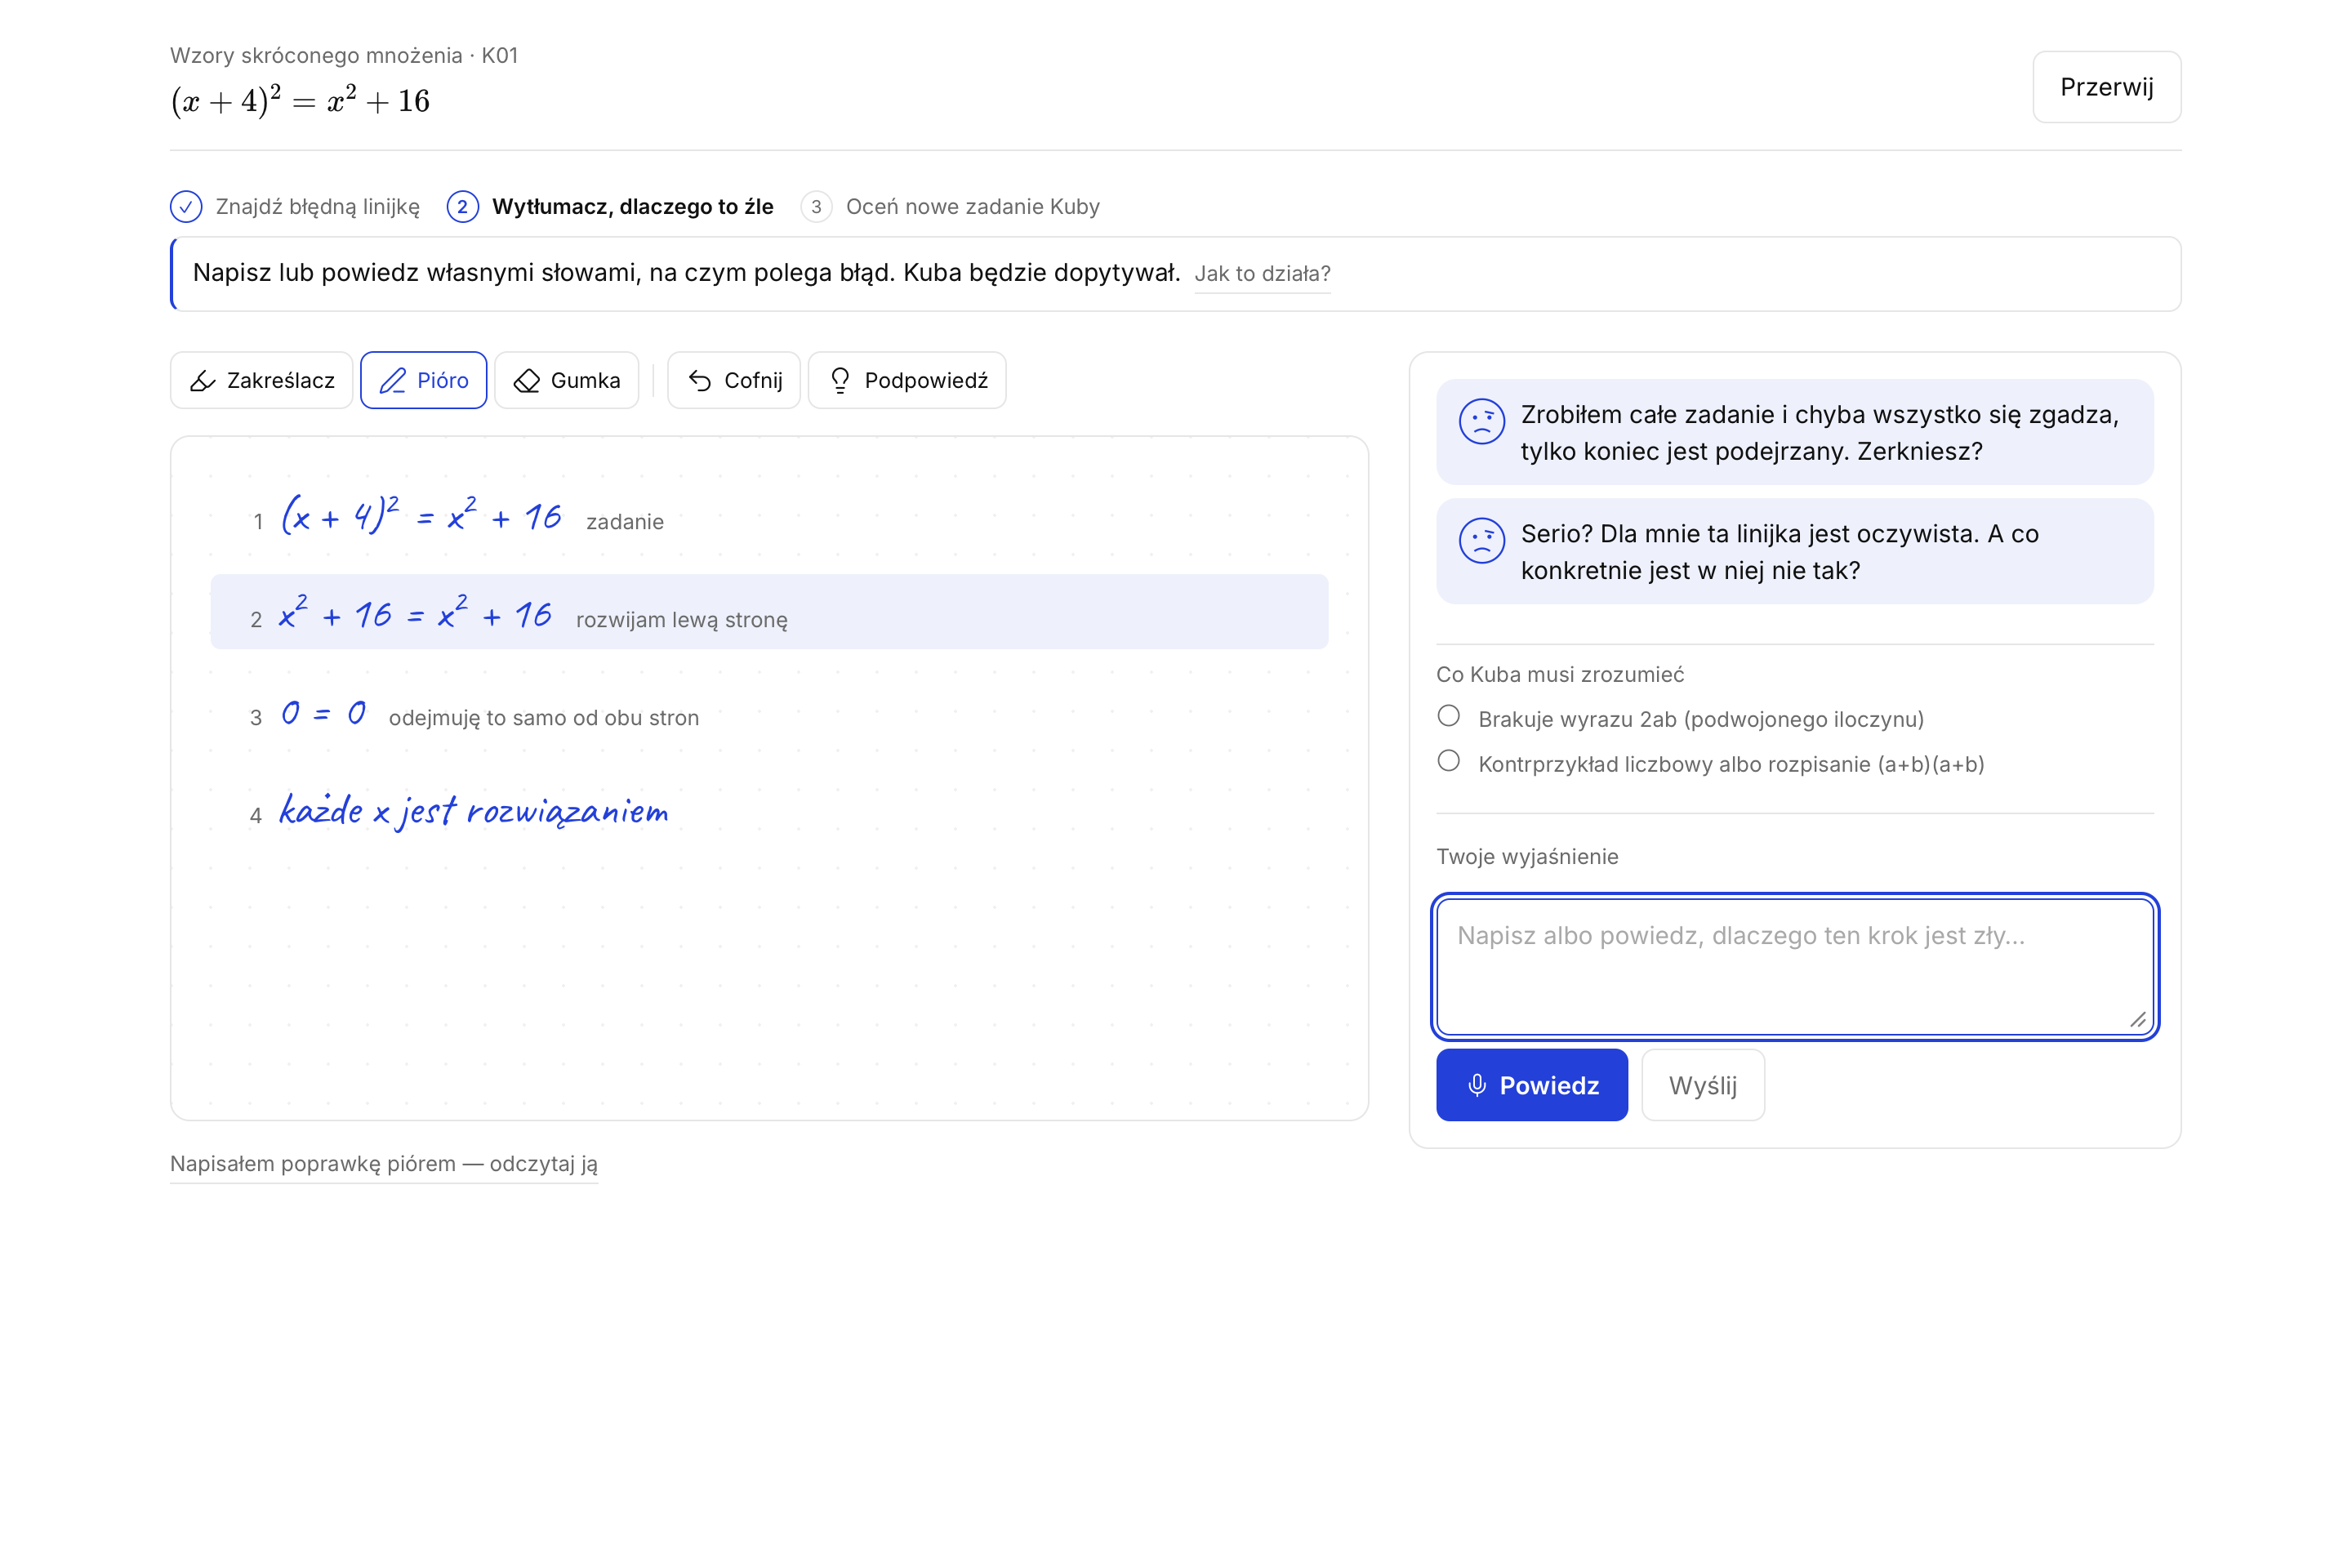 Wzory skróconego mnożenia · K01
(x + 4)² = x² + 16
Przerwij
Znajdź błędną linijkę
2 Wytłumacz, dlaczego to źle
3 Oceń nowe zadanie Kuby
Napisz lub powiedz własnymi słowami, na czym polega błąd. Kuba będzie dopytywał. Jak to działa?
Zakreślacz
Pióro
Gumka
Cofnij
Podpowiedź
1 (x + 4)² = x² + 16 zadanie
2 x² + 16 = x² + 16 rozwijam lewą stronę
3 0 = 0 odejmuję to samo od obu stron
4 każde x jest rozwiązaniem
Napisałem poprawkę piórem — odczytaj ją
Zrobiłem całe zadanie i chyba wszystko się zgadza,
tylko koniec jest podejrzany. Zerkniesz?
Serio? Dla mnie ta linijka jest oczywista. A co
konkretnie jest w niej nie tak?
Co Kuba musi zrozumieć
Brakuje wyrazu 2ab (podwojonego iloczynu)
Kontrprzykład liczbowy albo rozpisanie (a+b)(a+b)
Twoje wyjaśnienie
Napisz albo powiedz, dlaczego ten krok jest zły...
Powiedz
Wyślij